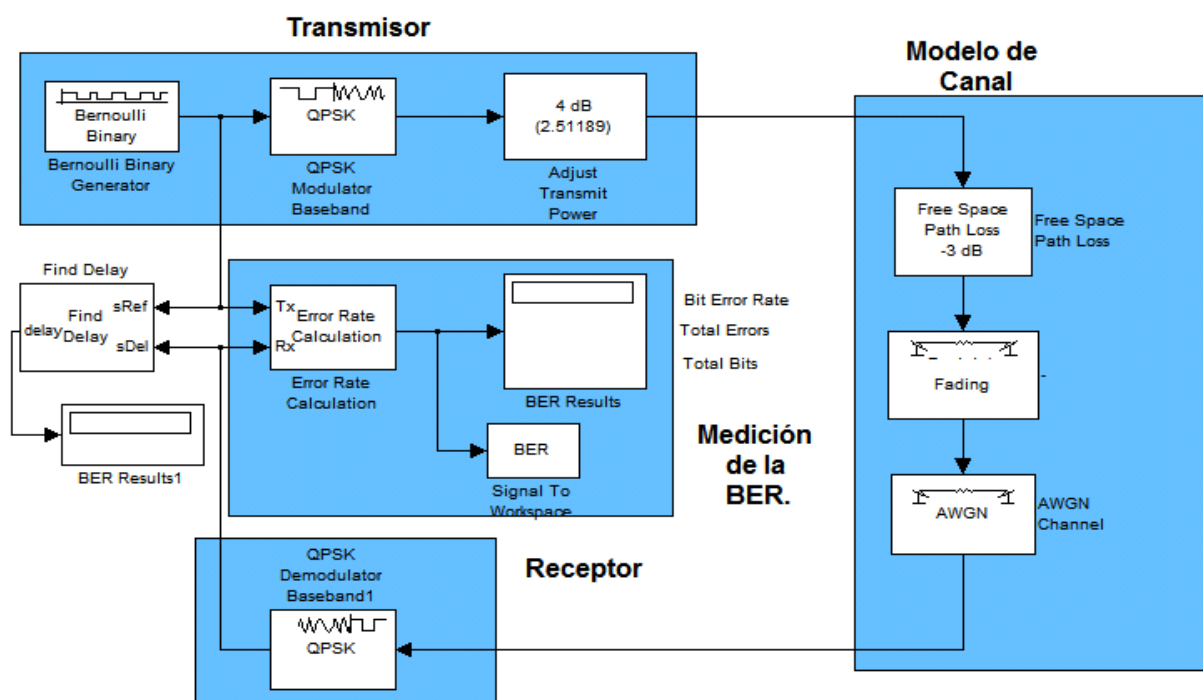 Transmisor
Bernoulli
Binary
Bernoulli Binary
Generator
QPSK
QPSK
Modulator
Baseband
4 dB
(2.51189)
Adjust
Transmit
Power
Modelo de
Canal
Free Space
Path Loss
-3 dB
Free Space
Path Loss
Fading
-
AWGN
AWGN
Channel
Find Delay
sRef
delay
Find
Delay
sDel
BER Results1
Tx
Rx
Error Rate
Calculation
Error Rate
Calculation
BER Results
Bit Error Rate
Total Errors
Total Bits
BER
Signal To
Workspace
Medición
de la
BER.
QPSK
Demodulator
Baseband1
QPSK
Receptor